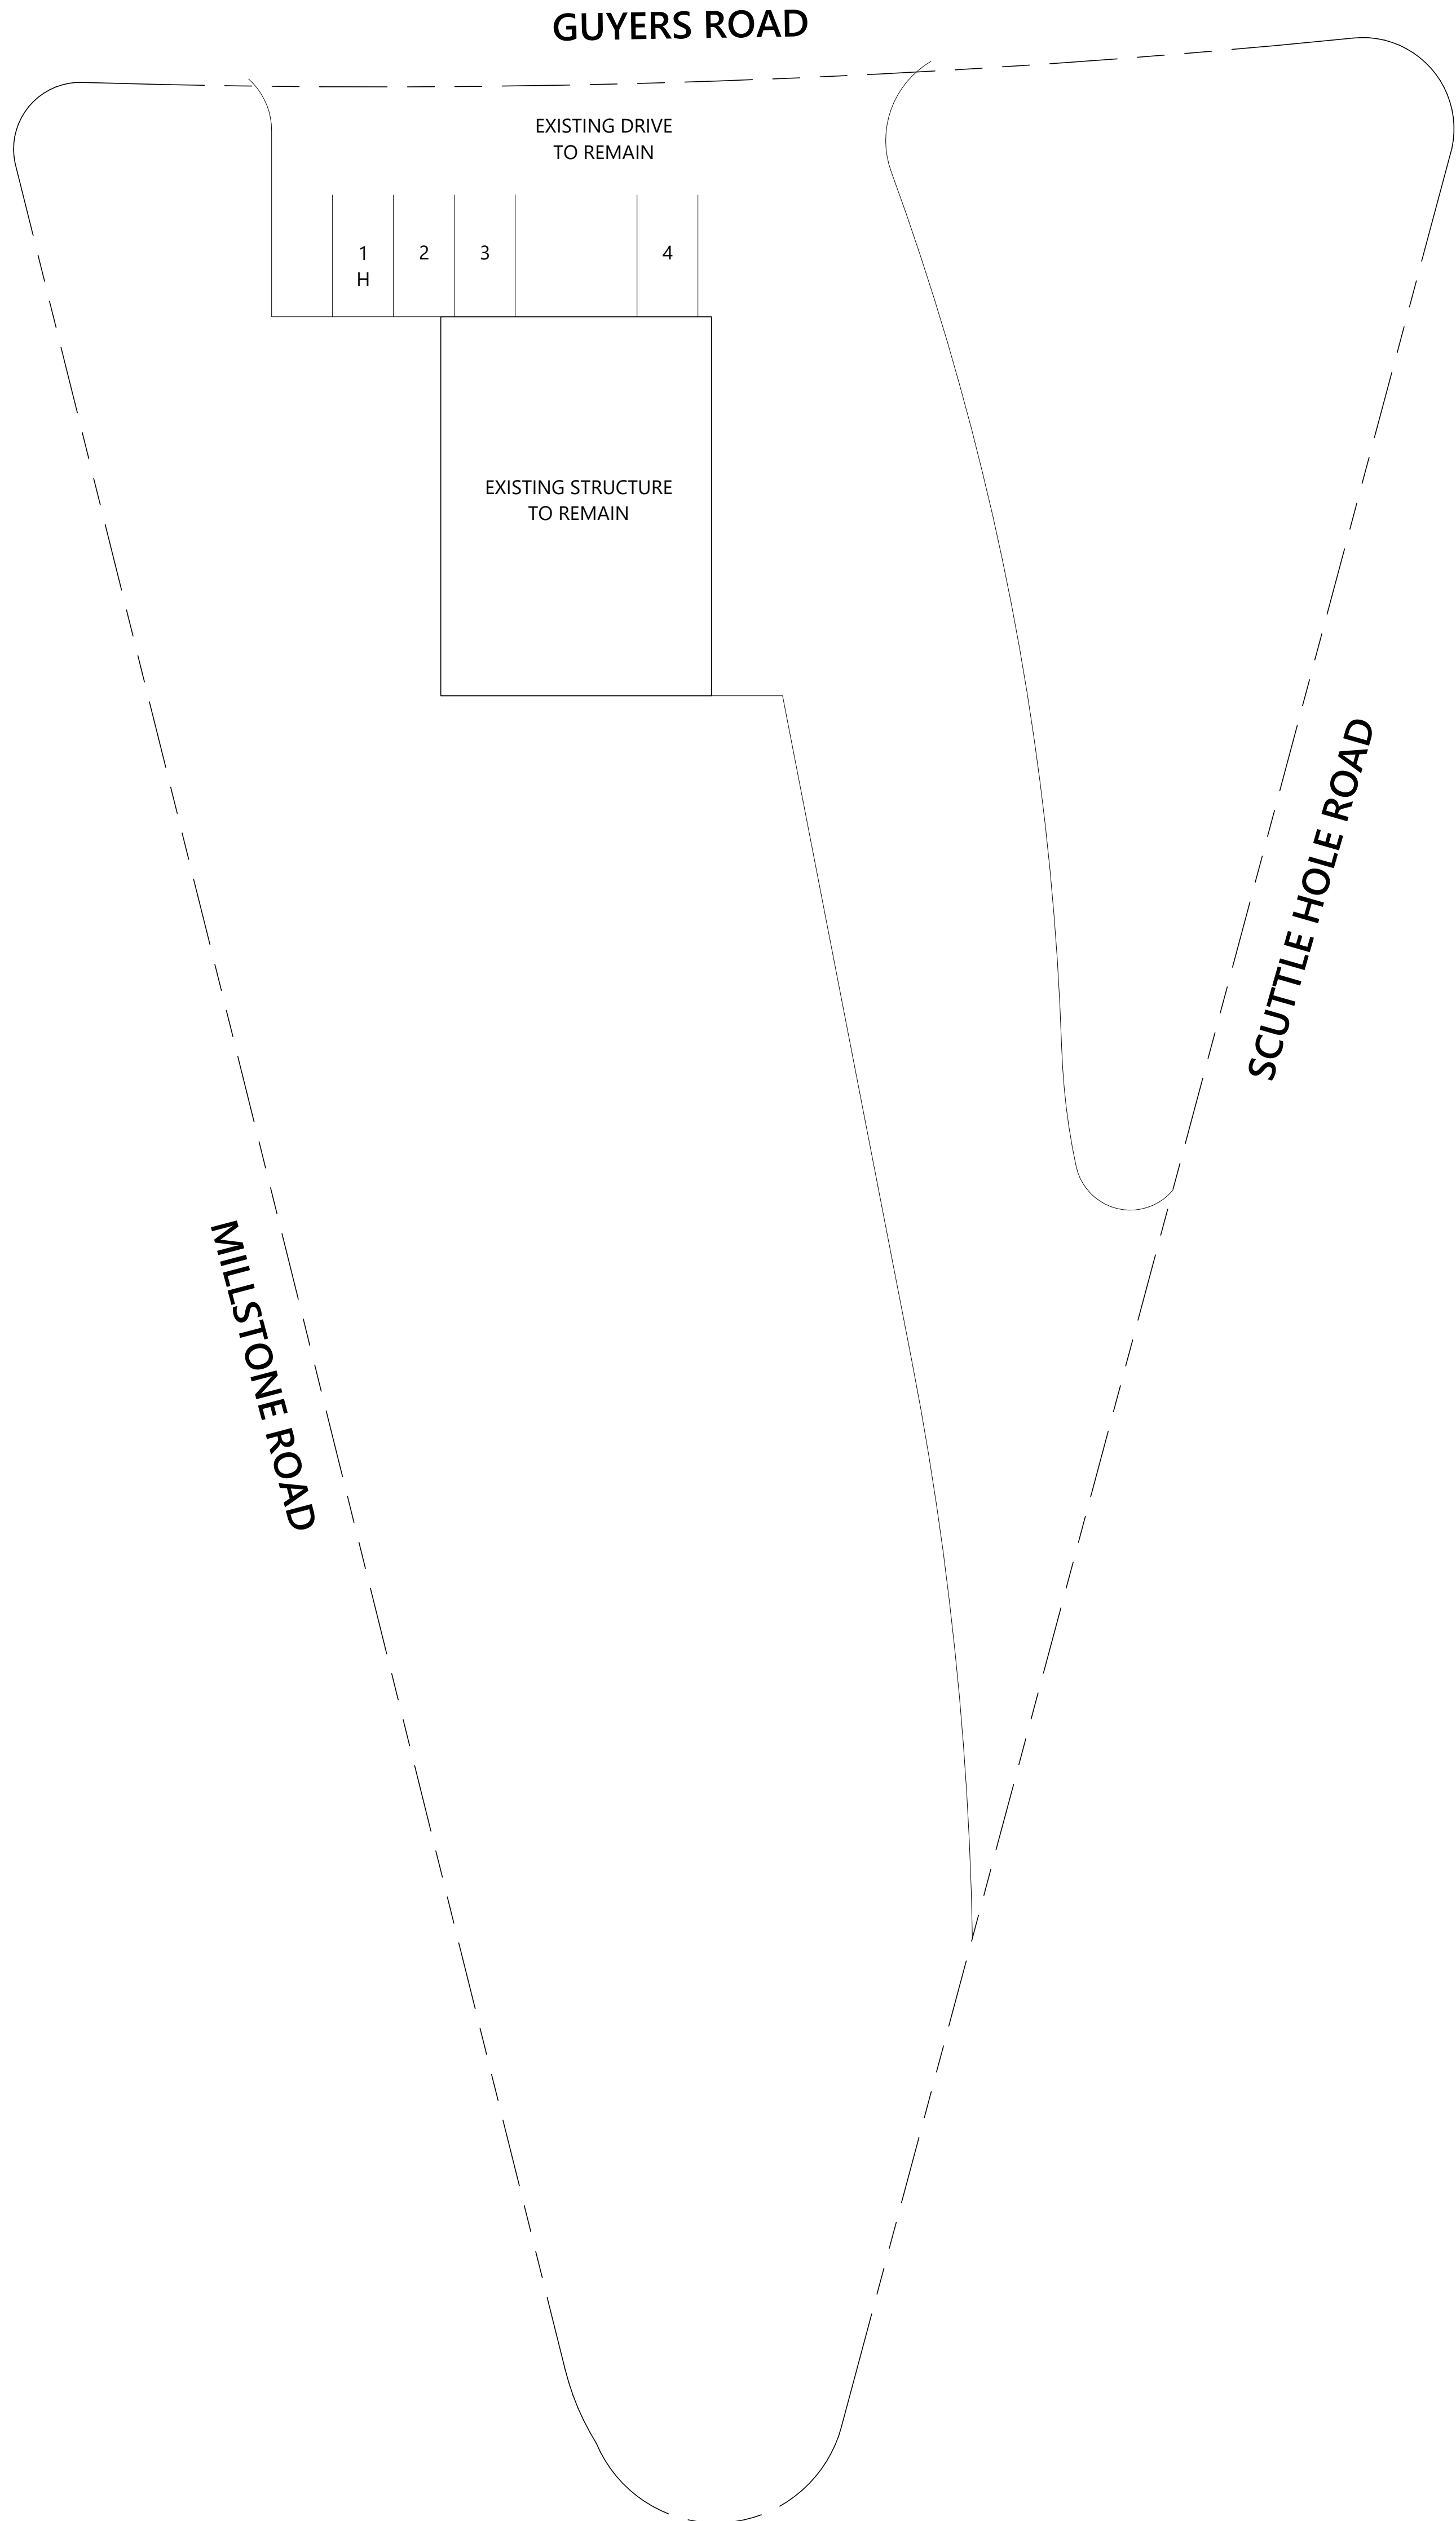 GUYERS ROAD
EXISTING DRIVE
TO REMAIN
1
H
2
3
4
EXISTING STRUCTURE
TO REMAIN
SCUTTLE HOLE ROAD
MILLSTONE ROAD